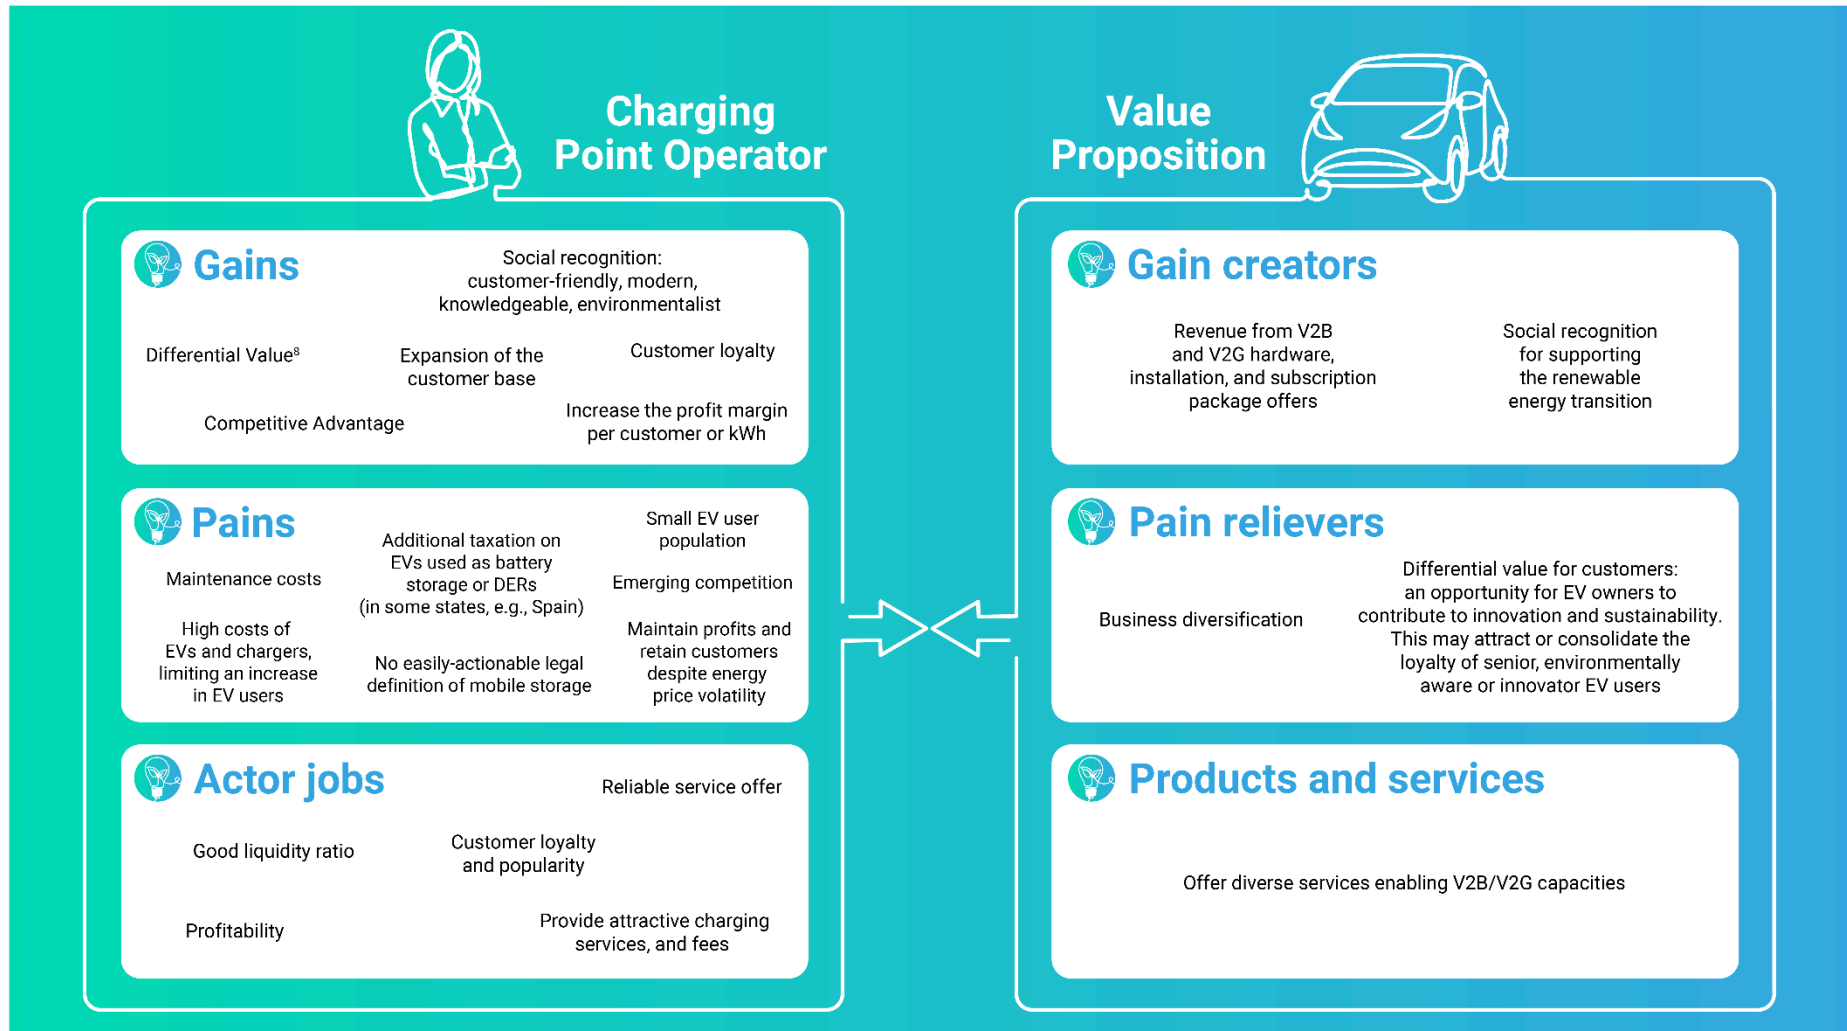 Charging
Point Operator
Gains
Social recognition:
customer-friendly, modern,
knowledgeable, environmentalist
Differential Value⁸
Expansion of the
customer base
Customer loyalty
Competitive Advantage
Increase the profit margin
per customer or kWh
Pains
Small EV user
population
Additional taxation on
EVs used as battery
storage or DERs
(in some states, e.g., Spain)
Maintenance costs
Emerging competition
High costs of
EVs and chargers,
limiting an increase
in EV users
No easily-actionable legal
definition of mobile storage
Maintain profits and
retain customers
despite energy
price volatility
Actor jobs
Reliable service offer
Good liquidity ratio
Customer loyalty
and popularity
Profitability
Provide attractive charging
services, and fees
Value
Proposition
Gain creators
Revenue from V2B
and V2G hardware,
installation, and subscription
package offers
Social recognition
for supporting
the renewable
energy transition
Pain relievers
Business diversification
Differential value for customers:
an opportunity for EV owners to
contribute to innovation and sustainability.
This may attract or consolidate the
loyalty of senior, environmentally
aware or innovator EV users
Products and services
Offer diverse services enabling V2B/V2G capacities